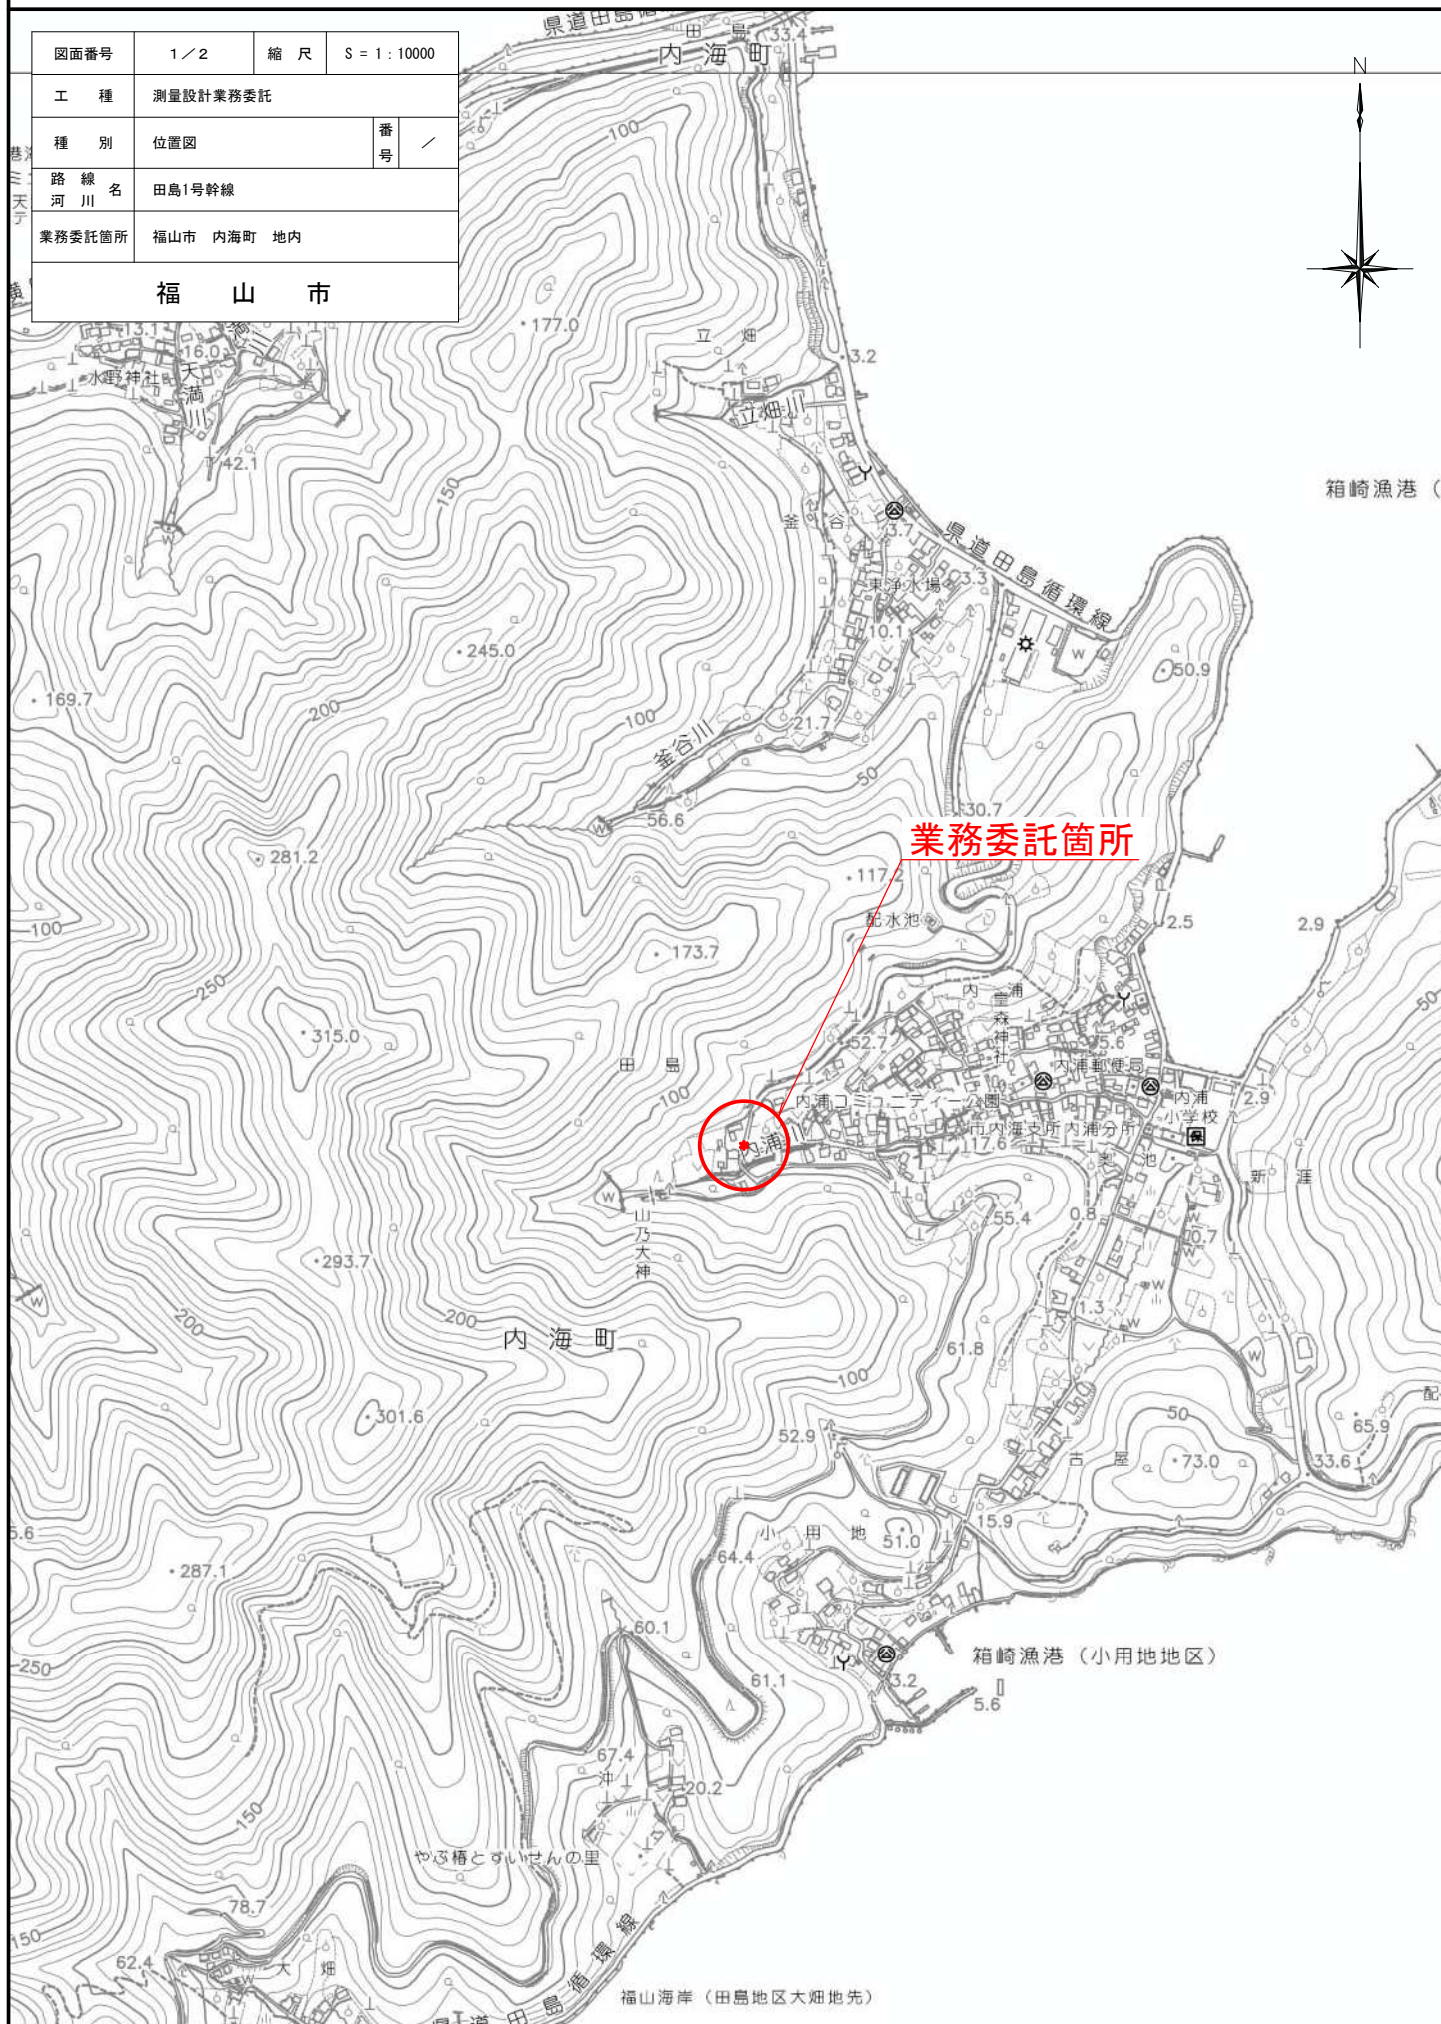 図面番号 1／2 縮 尺 S = 1 : 10000
工 種 測量設計業務委託
種 別 位置図 番号 ／
路 線 河 川 名 田島1号幹線
業務委託箇所 福山市 内海町 地内
福 山 市
N
田 島
33.4
内 海 町
100
177.0
立 畑
3.2
13.1
16.0
水野神社
天満川
立畑川
42.1
150
箱崎漁港（
釜 谷
3.7
県道田島循環線
東浄水場
3.3
10.1
W
245.0
50.9
169.7
200
100
21.7
釜谷川
50
56.6
30.7
W
業務委託箇所
281.2
117.2
配水池
2.5
2.9
100
173.7
250
内 浦
315.0
皇森神社
52.7
35.6
50
田 島
内浦郵便局
100
内浦コミュニティー公園
内浦小学校
2.9
市内海支所内浦分所
内浦川
17.6
保
奥 池
新 涯
W
山乃大神
55.4
0.8
W
0.7
W
293.7
W
W
200
200
1.3
W
内 海 町
61.8
W
100
配
301.6
52.9
50
65.9
古 屋
73.0
33.6
15.9
5.6
小 用 地
51.0
64.4
287.1
60.1
箱崎漁港（小用地地区）
250
61.1
3.2
5.6
67.4
沖
20.2
150
やぶ椿とすいせんの里
78.7
150
62.4
大 畑
W
福山海岸（田島地区大畑地先）
県道田島循環線